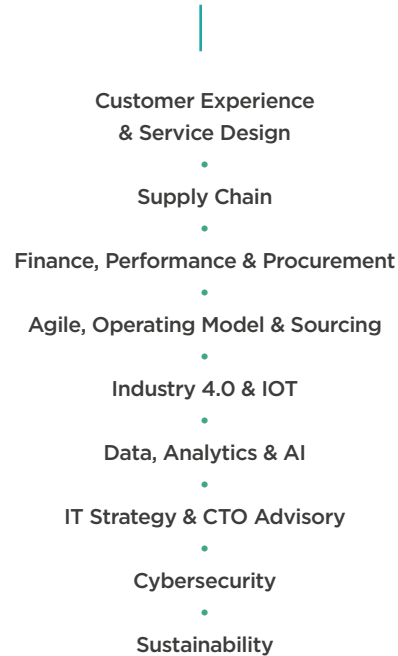 Customer Experience
& Service Design
•
Supply Chain
•
Finance, Performance & Procurement
•
Agile, Operating Model & Sourcing
•
Industry 4.0 & IOT
•
Data, Analytics & AI
•
IT Strategy & CTO Advisory
•
Cybersecurity
•
Sustainability